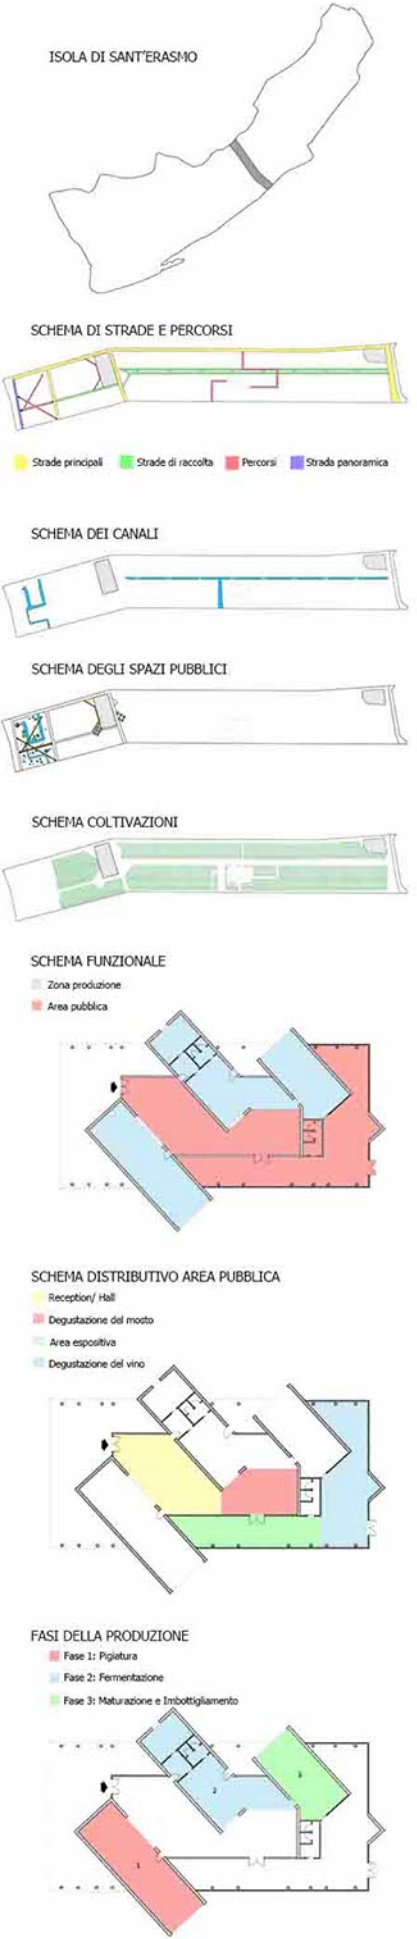 ISOLA DI SANT'ERASMO
SCHEMA DI STRADE E PERCORSI
Strade principali Strade di raccolta Percorsi Strada panoramica
SCHEMA DEI CANALI
SCHEMA DEGLI SPAZI PUBBLICI
SCHEMA COLTIVAZIONI
SCHEMA FUNZIONALE
Zona produzione
Area pubblica
SCHEMA DISTRIBUTIVO AREA PUBBLICA
Reception/ Hall
Degustazione del mosto
Area espositiva
Degustazione del vino
FASI DELLA PRODUZIONE
Fase 1: Pigiatura
Fase 2: Fermentazione
Fase 3: Maturazione e Imbottigliamento
2
3
1